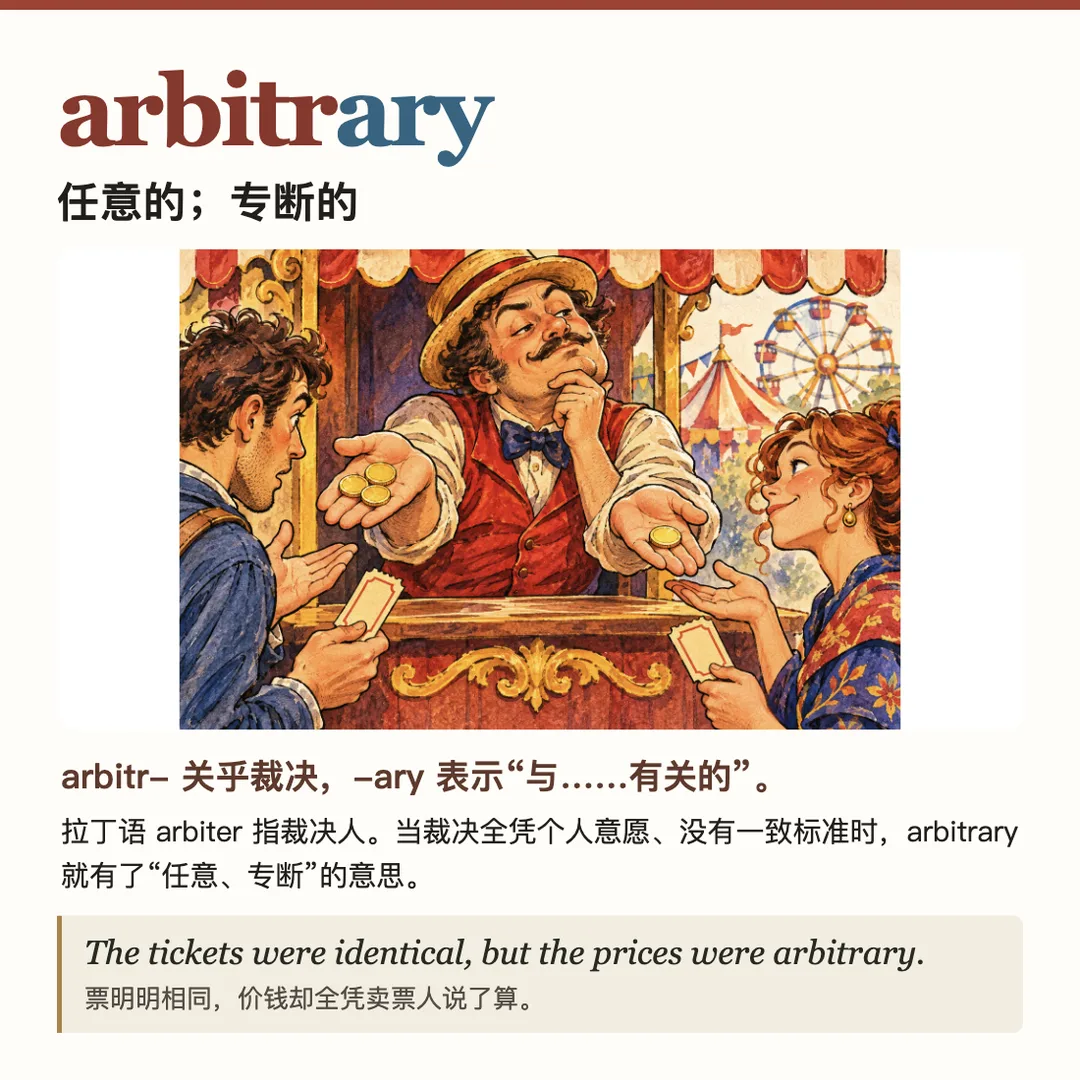 arbitrary
任意的；专断的
arbitr– 关乎裁决，–ary 表示“与……有关的”。
拉丁语 arbiter 指裁决人。当裁决全凭个人意愿、没有一致标准时，arbitrary
就有了“任意、专断”的意思。
The tickets were identical, but the prices were arbitrary.
票明明相同，价钱却全凭卖票人说了算。